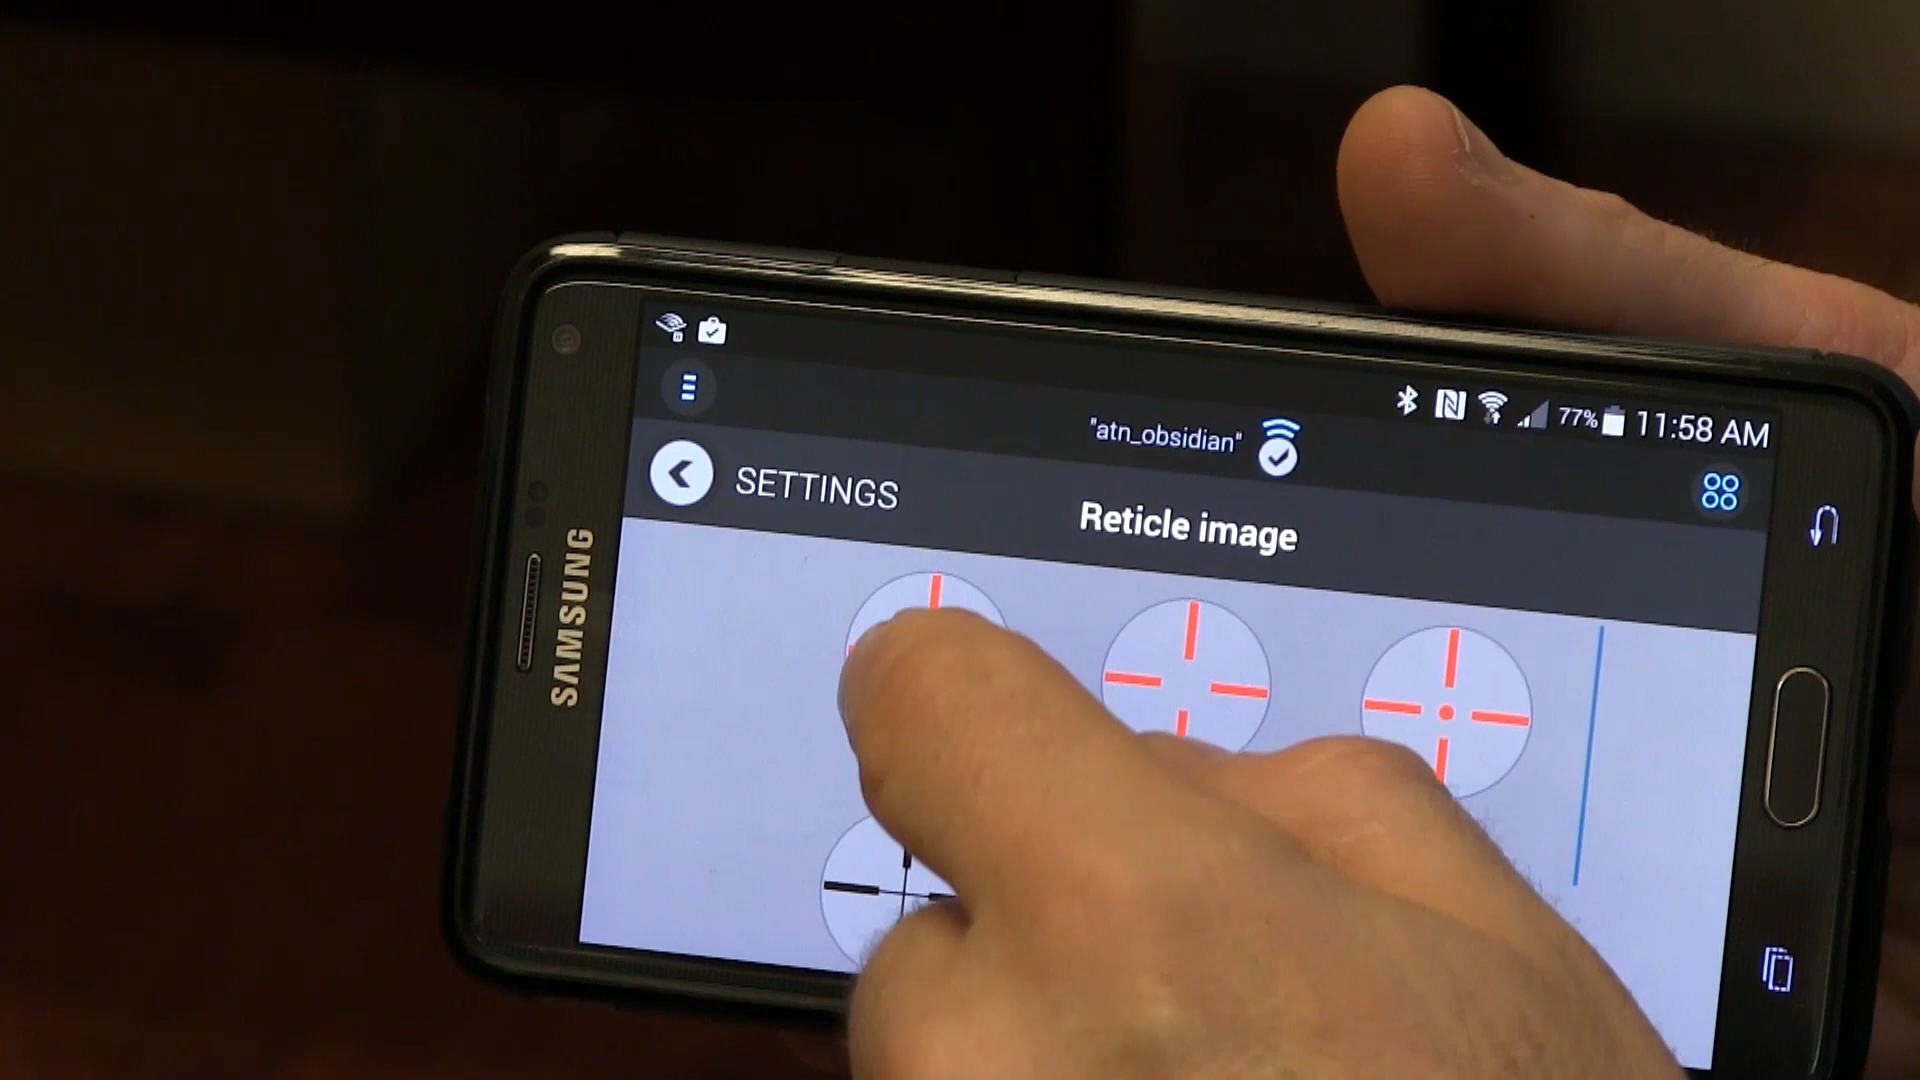 77% 11:58 AM
"atn_obsidian"
SETTINGS
Reticle image
SAMSUNG